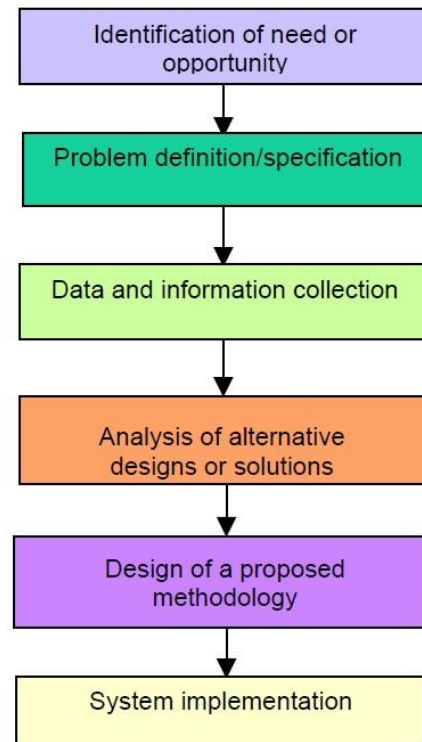 Identification of need or
opportunity
Problem definition/specification
Data and information collection
Analysis of alternative
designs or solutions
Design of a proposed
methodology
System implementation